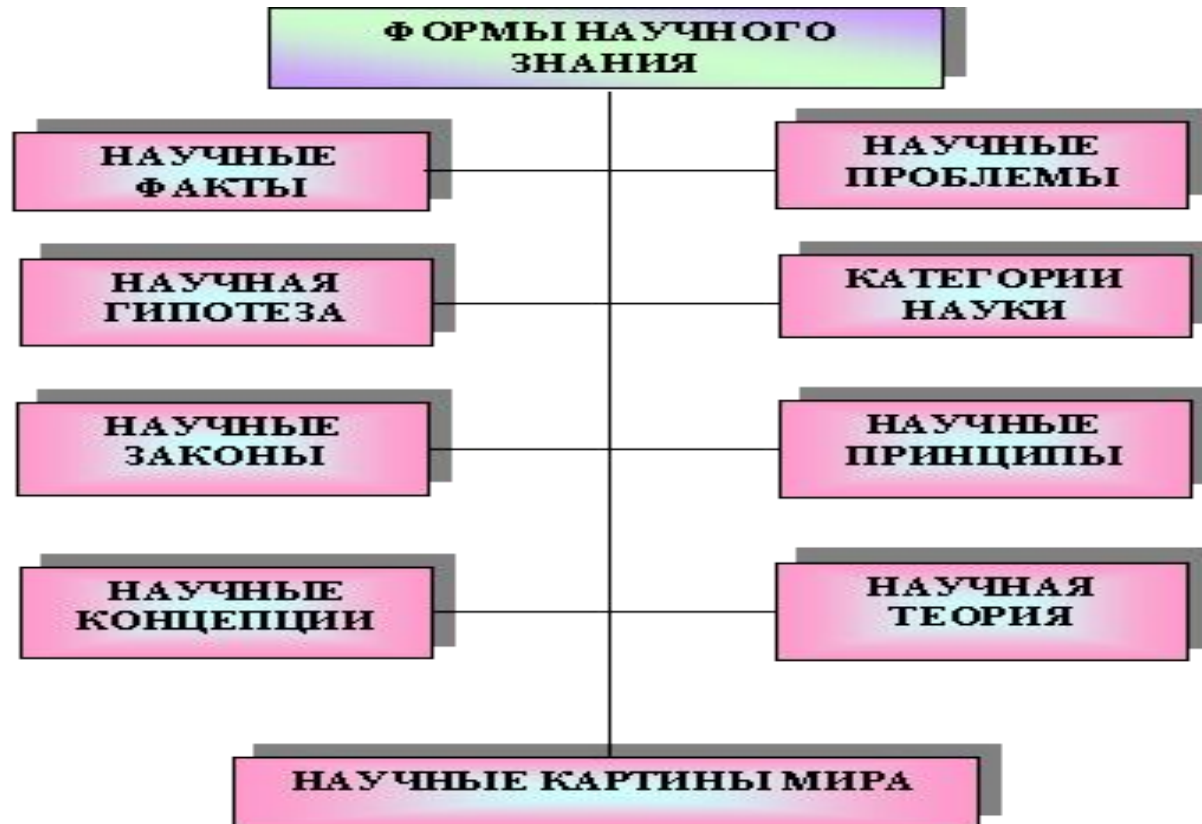 ФОРМЫ НАУЧНОГО
ЗНАНИЯ
НАУЧНЫЕ
ФАКТЫ
НАУЧНЫЕ
ПРОБЛЕМЫ
НАУЧНАЯ
ГИПОТЕЗА
КАТЕГОРИИ
НАУКИ
НАУЧНЫЕ
ЗАКОНЫ
НАУЧНЫЕ
ПРИНЦИПЫ
НАУЧНЫЕ
КОНЦЕПЦИИ
НАУЧНАЯ
ТЕОРИЯ
НАУЧНЫЕ КАРТИНЫ МИРА